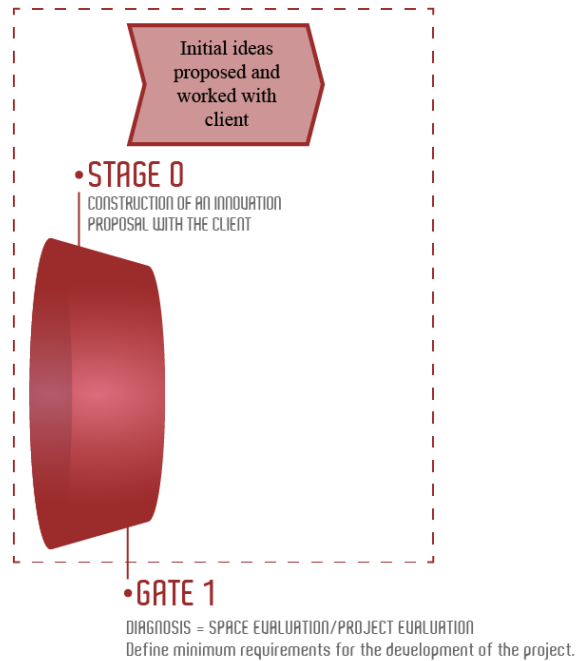 Initial ideas
proposed and
worked with
client
• STAGE 0
CONSTRUCTION OF AN INNOVATION
PROPOSAL WITH THE CLIENT
• GATE 1
DIAGNOSIS = SPACE EVALUATION/PROJECT EVALUATION
Define minimum requirements for the development of the project.